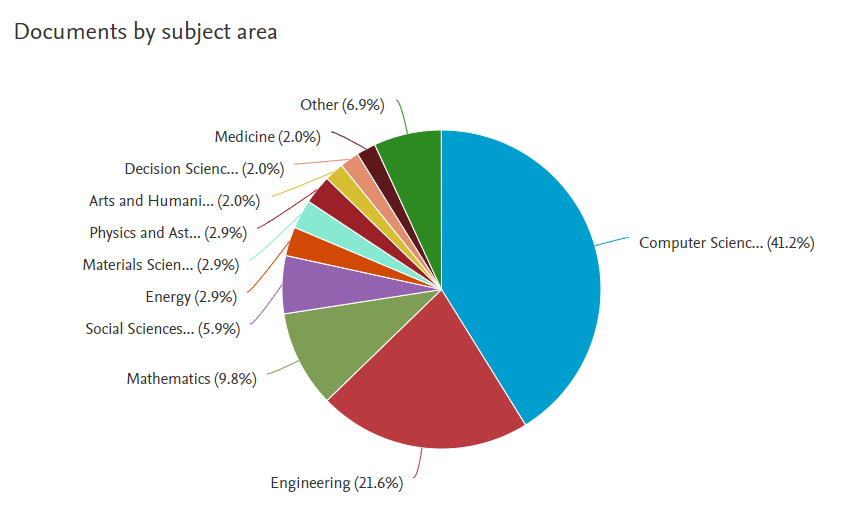 Documents by subject area
Other (6.9%)
Medicine (2.0%)
Decision Scienc... (2.0%)
Arts and Humani... (2.0%)
Physics and Ast... (2.9%)
Materials Scien... (2.9%)
Energy (2.9%)
Social Sciences... (5.9%)
Mathematics (9.8%)
Engineering (21.6%)
Computer Scienc... (41.2%)